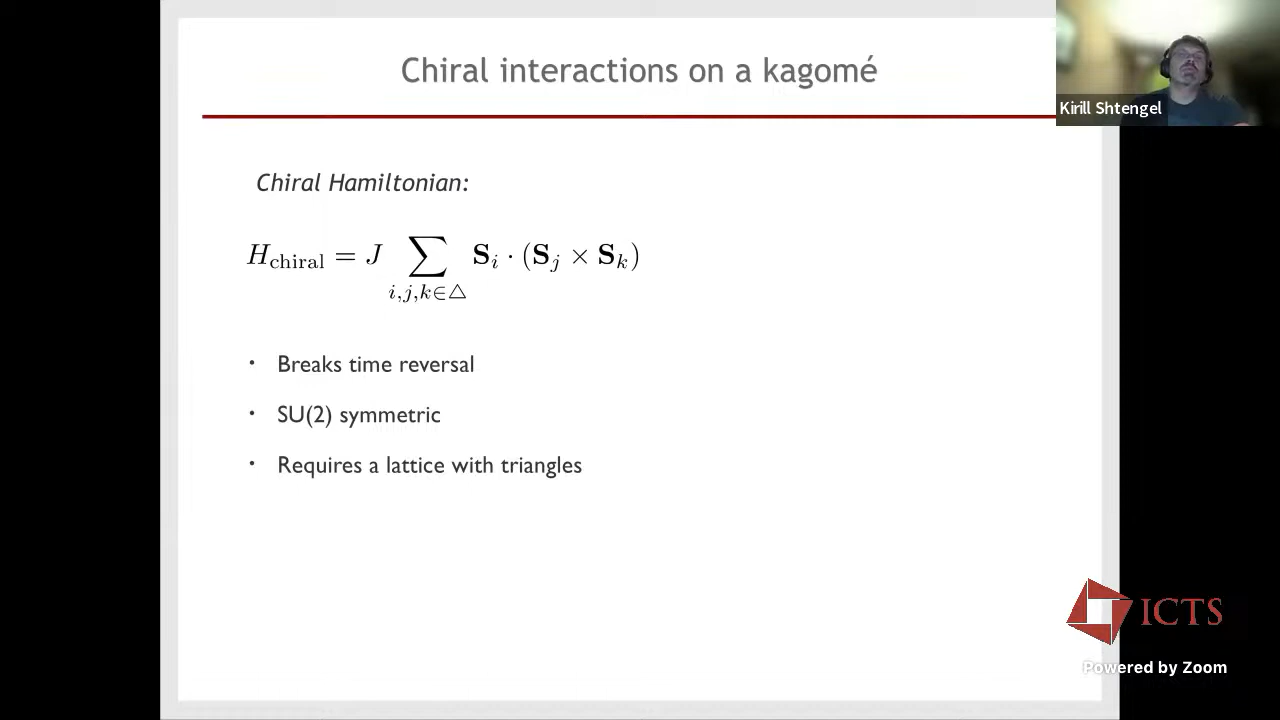 Chiral interactions on a kagomé
Kirill Shtengel
Chiral Hamiltonian:
H_chiral = J ∑_{i,j,k∈△} S_i · (S_j × S_k)
• Breaks time reversal
• SU(2) symmetric
• Requires a lattice with triangles
ICTS
Powered by Zoom